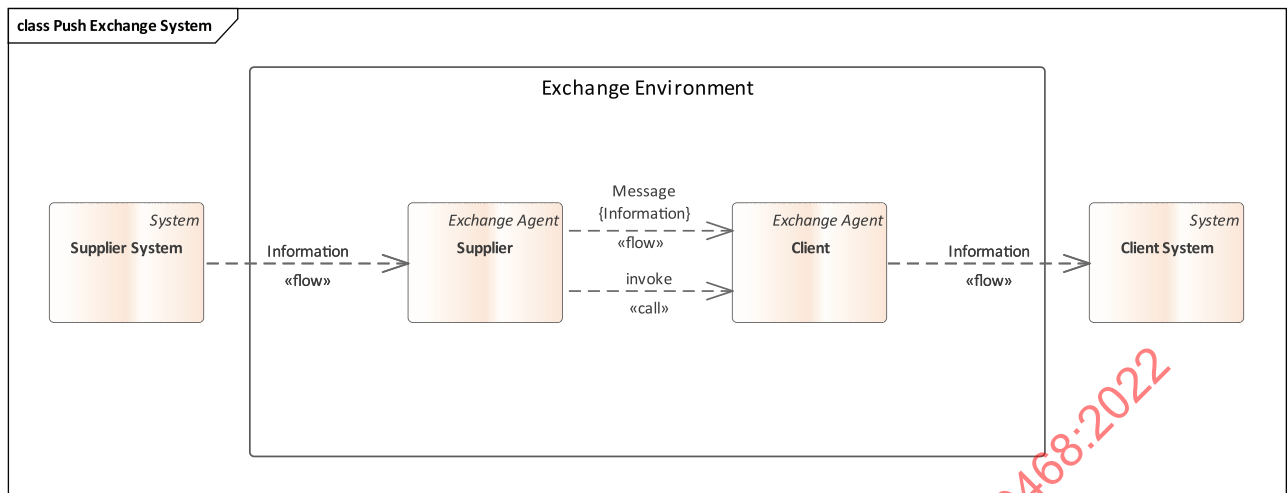 class Push Exchange System
Exchange Environment
System
Supplier System
Information
«flow»
Exchange Agent
Supplier
Message
{Information}
«flow»
invoke
«call»
Exchange Agent
Client
Information
«flow»
System
Client System
468:2022